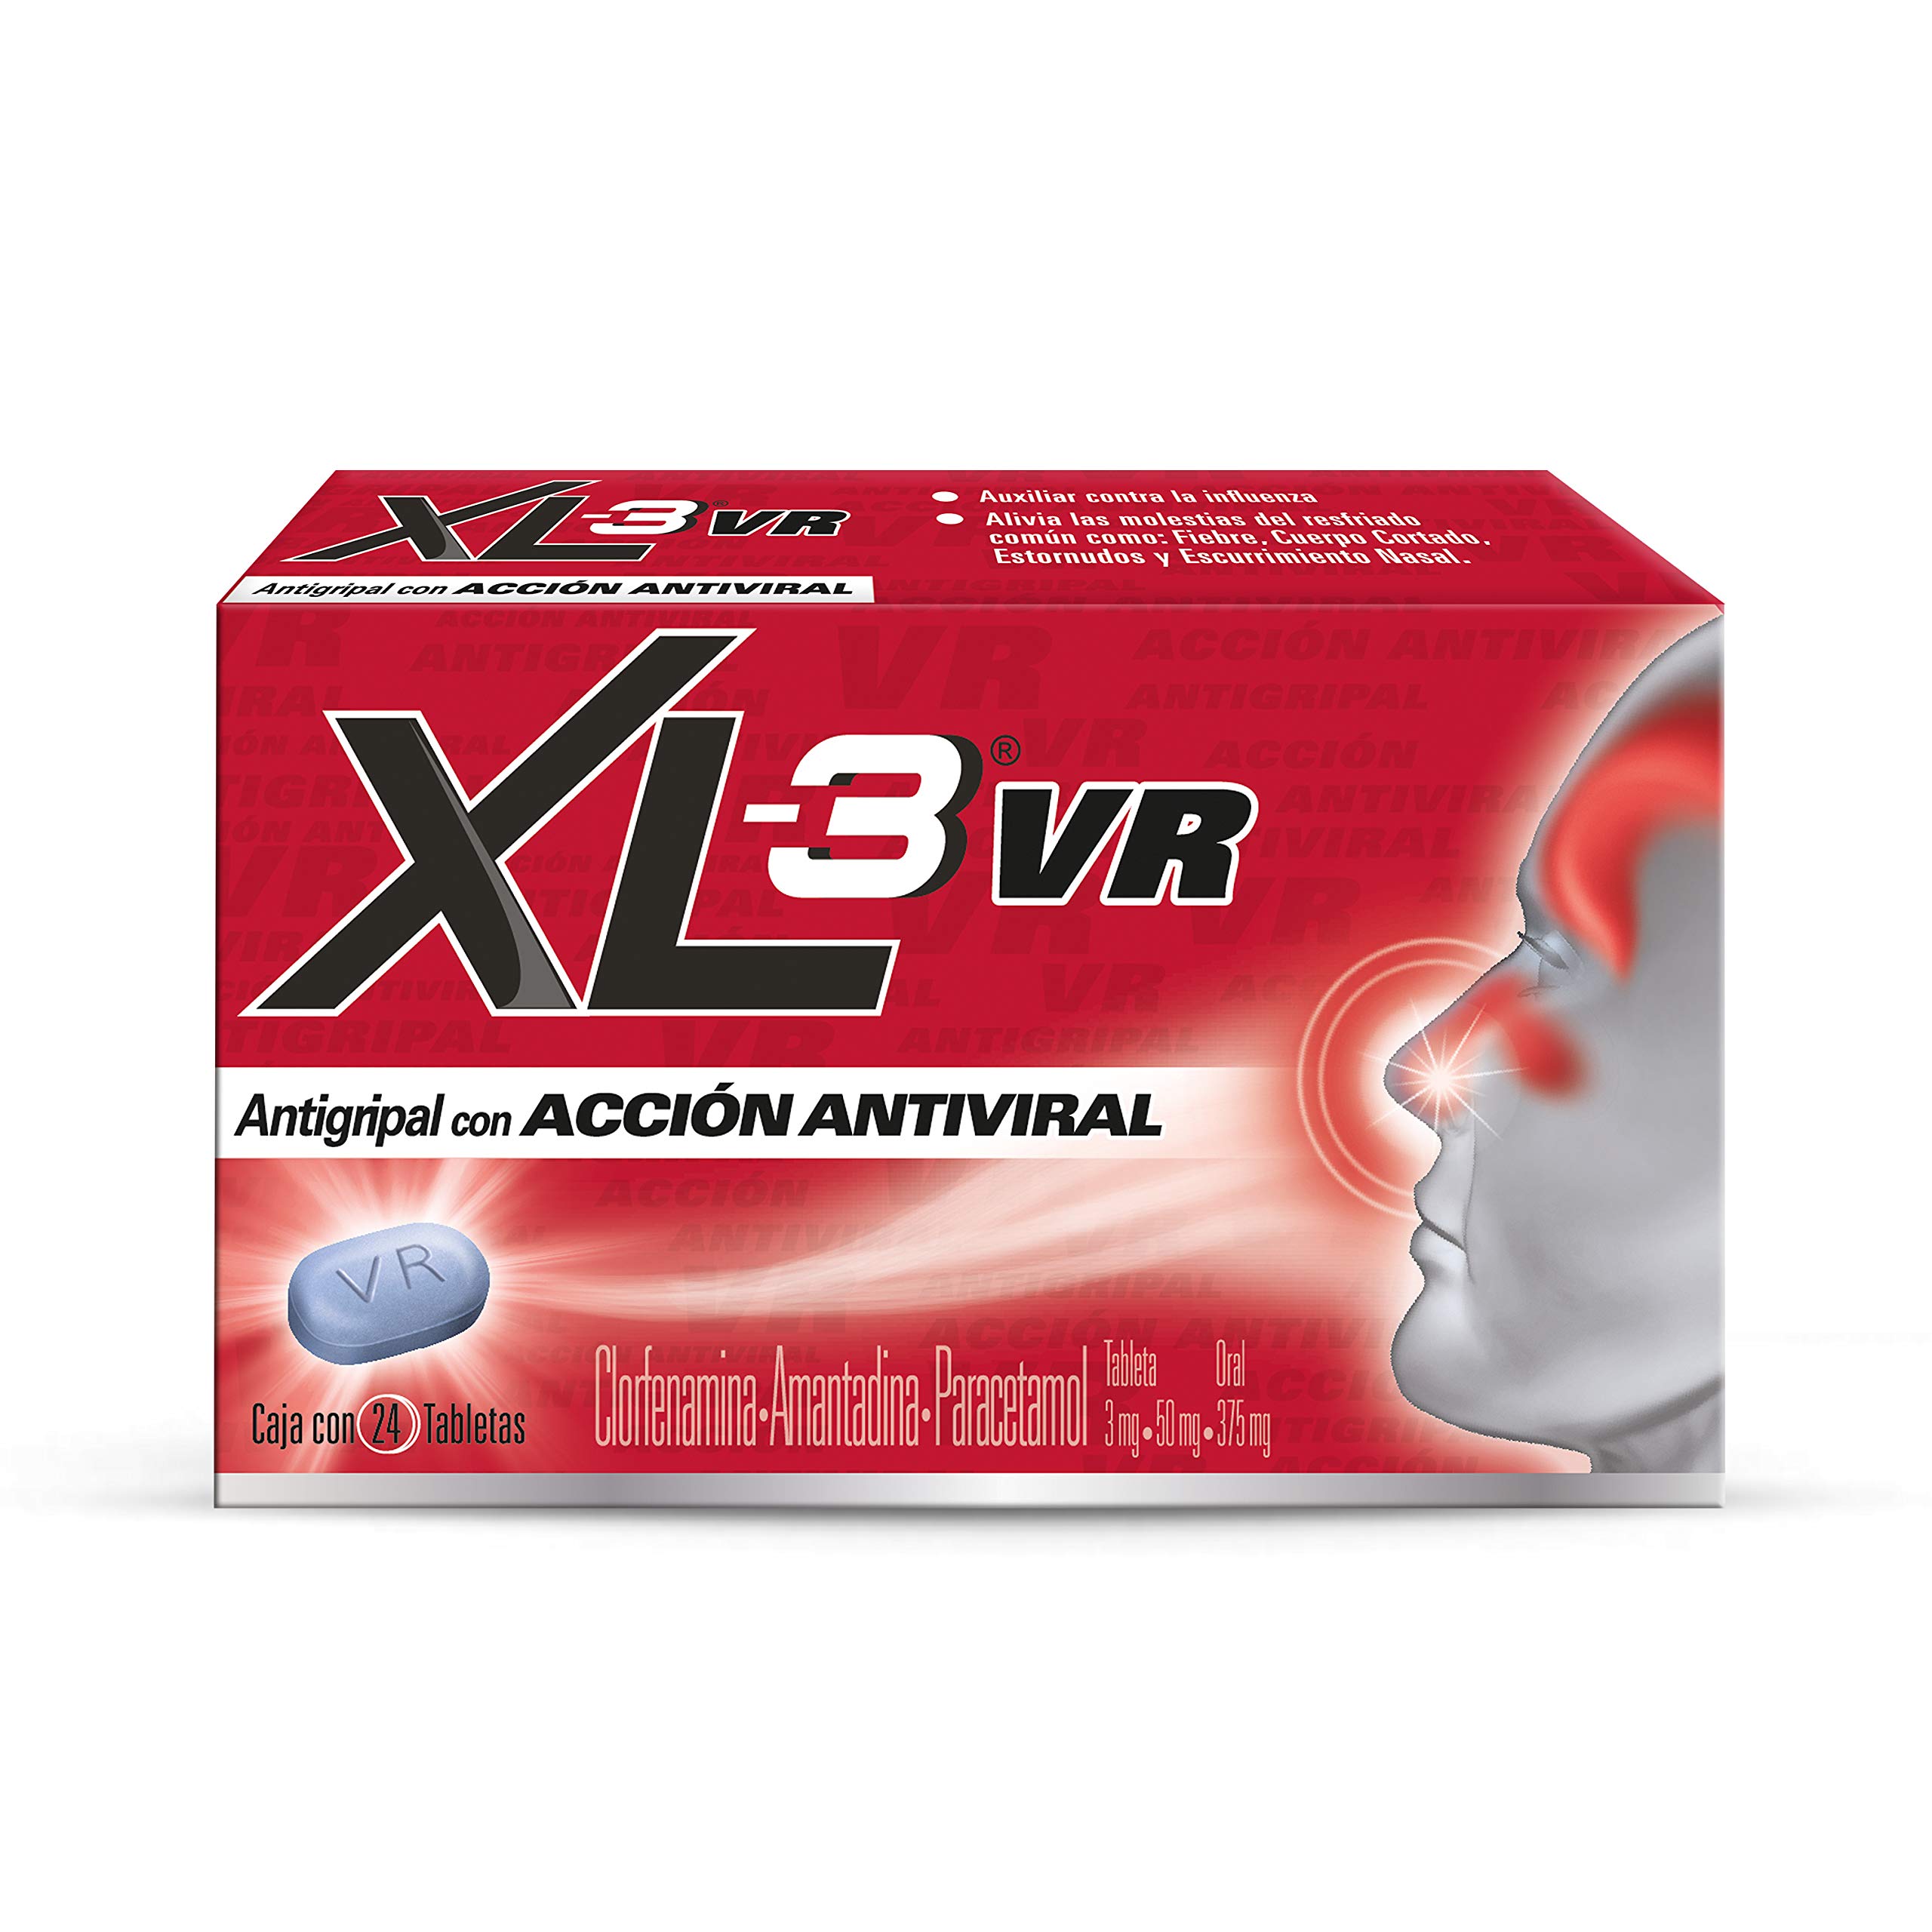 XL-3® VR
Antigripal con ACCIÓN ANTIVIRAL
Auxiliar contra la influenza
Alivia las molestias del resfriado
común como: Fiebre, Cuerpo Cortado,
Estornudos y Escurrimiento Nasal.
XL-3® VR
Antigripal con ACCIÓN ANTIVIRAL
VR
Caja con 24 Tabletas
Clorfenamina•Amantadina•Paracetamol
Tableta Oral
3 mg•50 mg•375 mg